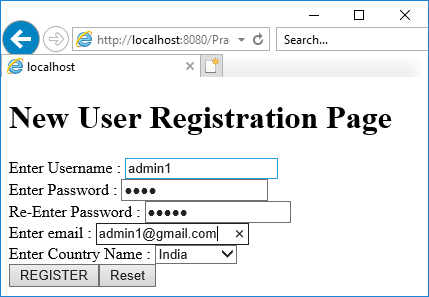 http://localhost:8080/Pra
Search...
localhost
New User Registration Page
Enter Username : admin1
Enter Password : ●●●●
Re-Enter Password : ●●●●●
Enter email : admin1@gmail.com
Enter Country Name : India
REGISTER Reset